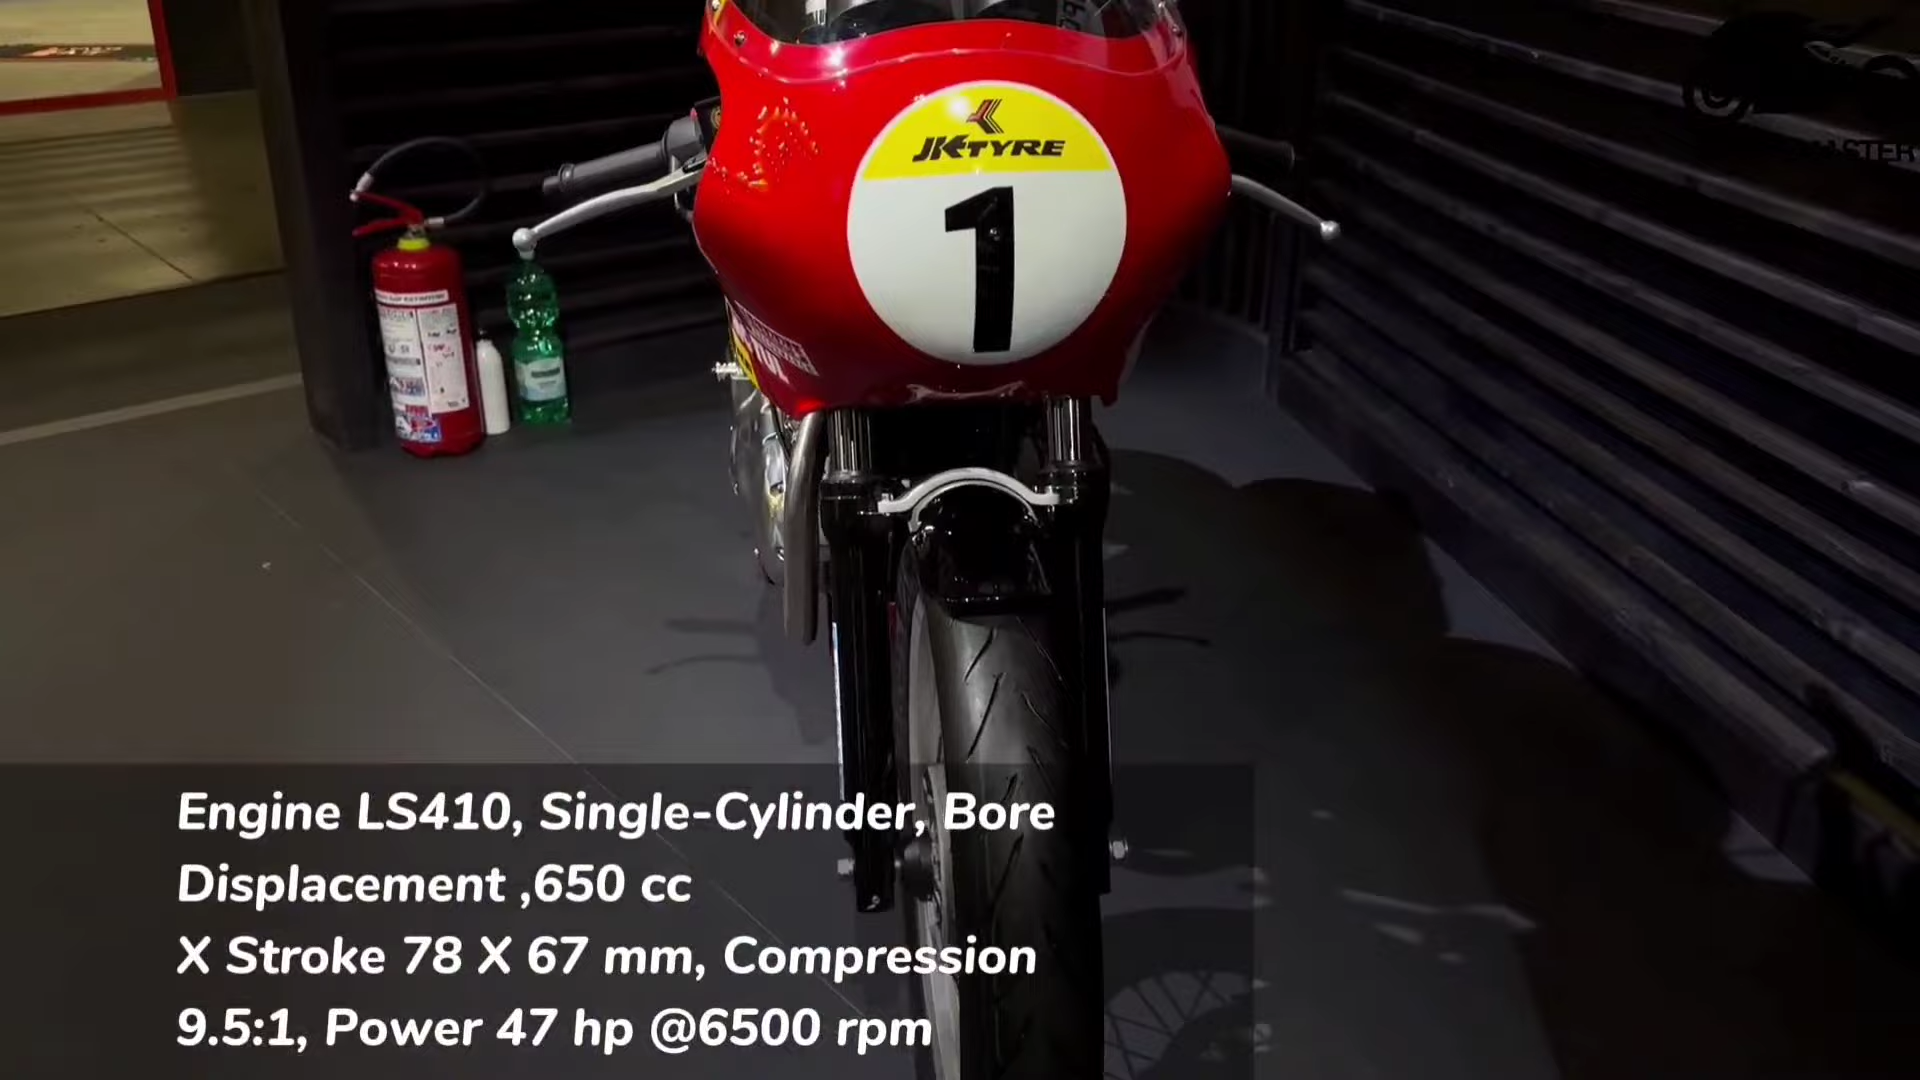 JKTYRE
1
MASTER
Engine LS410, Single-Cylinder, Bore
Displacement ,650 cc
X Stroke 78 X 67 mm, Compression
9.5:1, Power 47 hp @6500 rpm